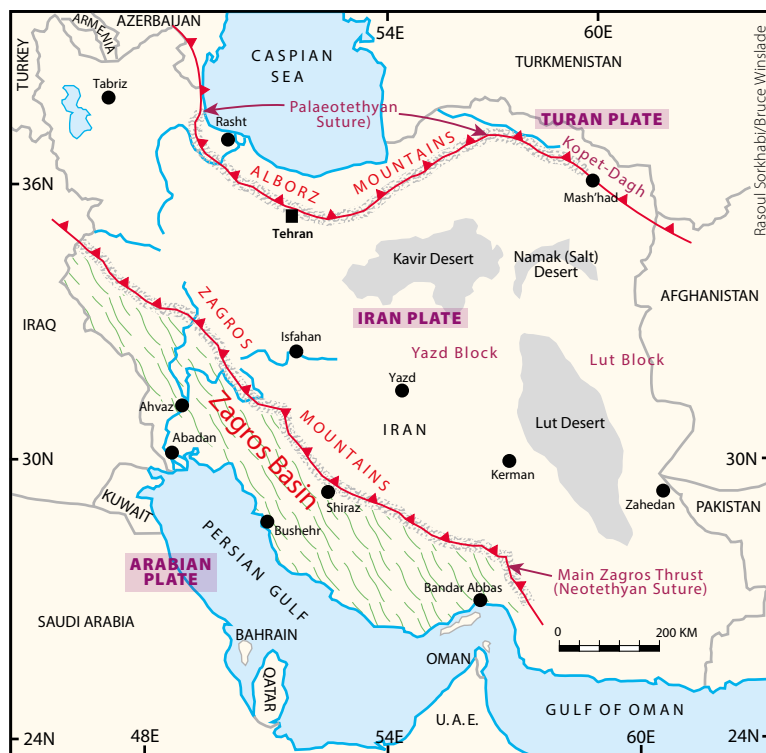 AZERBAIJAN
ARMENIA
TURKEY
54E
60E
CASPIAN
SEA
TURKMENISTAN
Rasoul Sorkhabi/Bruce Winslade
Tabriz
Palaeotethyan
Suture)
Rasht
TURAN PLATE
Kopet-Dagh
ALBORZ
MOUNTAINS
36N
Mash'had
Tehran
Kavir Desert
Namak (Salt)
Desert
AFGHANISTAN
ZAGROS
IRAQ
IRAN PLATE
Isfahan
Yazd Block
Lut Block
Yazd
Ahvaz
Zagros Basin
MOUNTAINS
IRAN
Lut Desert
Abadan
30N
30N
Kerman
KUWAIT
Shiraz
Zahedan
PAKISTAN
Bushehr
PERSIAN GULF
ARABIAN
PLATE
Main Zagros Thrust
(Neotethyan Suture)
Bandar Abbas
SAUDI ARABIA
BAHRAIN
0
200 KM
OMAN
QATAR
U.A.E.
GULF OF OMAN
24N
48E
54E
60E
24N